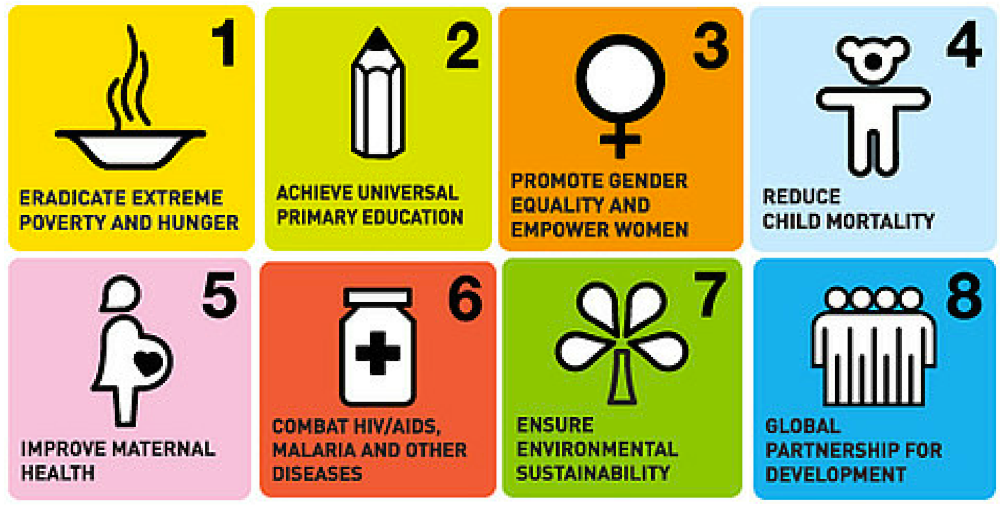 1
ERADICATE EXTREME
POVERTY AND HUNGER
2
ACHIEVE UNIVERSAL
PRIMARY EDUCATION
3
PROMOTE GENDER
EQUALITY AND
EMPOWER WOMEN
4
REDUCE
CHILD MORTALITY
5
IMPROVE MATERNAL
HEALTH
6
COMBAT HIV/AIDS,
MALARIA AND OTHER
DISEASES
7
ENSURE
ENVIRONMENTAL
SUSTAINABILITY
8
GLOBAL
PARTNERSHIP FOR
DEVELOPMENT